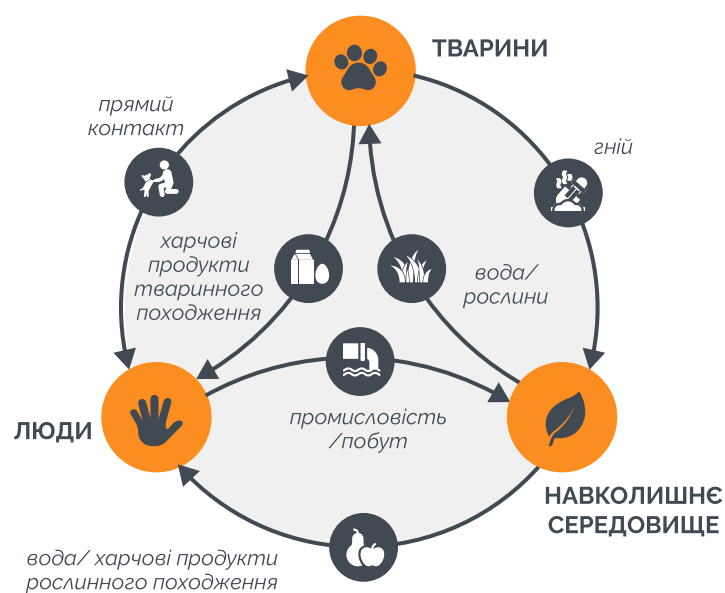 ТВАРИНИ
прямий
контакт
гній
харчові
продукти
тваринного
походження
вода/
рослини
промисловість
/побут
ЛЮДИ
НАВКОЛИШНЄ
СЕРЕДОВИЩЕ
вода/ харчові продукти
рослинного походження